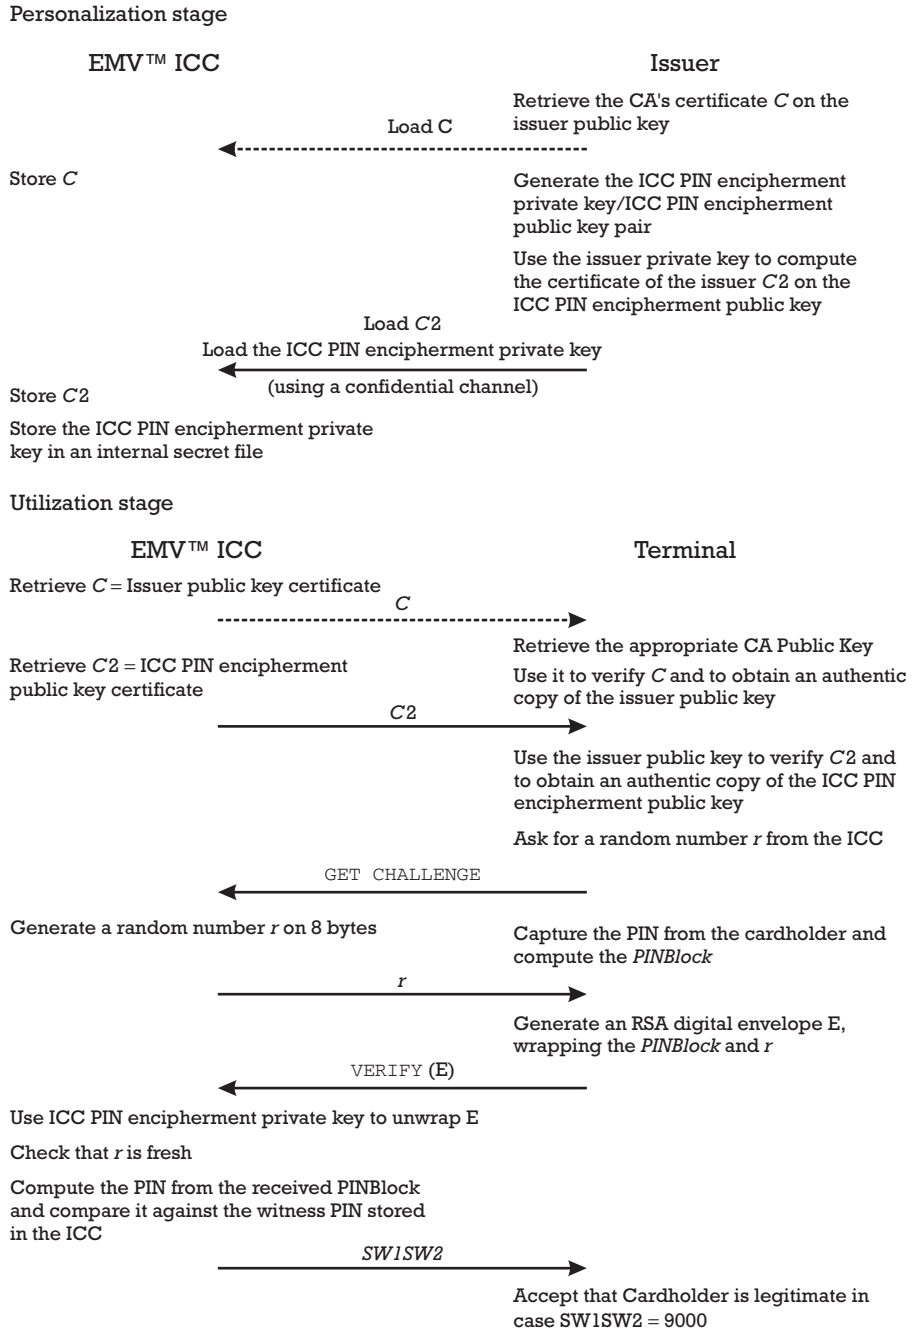 Personalization stage
EMV™ ICC
Issuer
Retrieve the CA's certificate C on the
issuer public key
Load C
Store C
Generate the ICC PIN encipherment
private key/ICC PIN encipherment
public key pair
Use the issuer private key to compute
the certificate of the issuer C2 on the
ICC PIN encipherment public key
Load C2
Load the ICC PIN encipherment private key
(using a confidential channel)
Store C2
Store the ICC PIN encipherment private
key in an internal secret file
Utilization stage
EMV™ ICC
Terminal
Retrieve C = Issuer public key certificate
C
Retrieve the appropriate CA Public Key
Use it to verify C and to obtain an authentic
copy of the issuer public key
Retrieve C2 = ICC PIN encipherment
public key certificate
C2
Use the issuer public key to verify C2 and
to obtain an authentic copy of the ICC PIN
encipherment public key
Ask for a random number r from the ICC
GET CHALLENGE
Generate a random number r on 8 bytes
Capture the PIN from the cardholder and
compute the PINBlock
r
Generate an RSA digital envelope E,
wrapping the PINBlock and r
VERIFY (E)
Use ICC PIN encipherment private key to unwrap E
Check that r is fresh
Compute the PIN from the received PINBlock
and compare it against the witness PIN stored
in the ICC
SW1SW2
Accept that Cardholder is legitimate in
case SW1SW2 = 9000